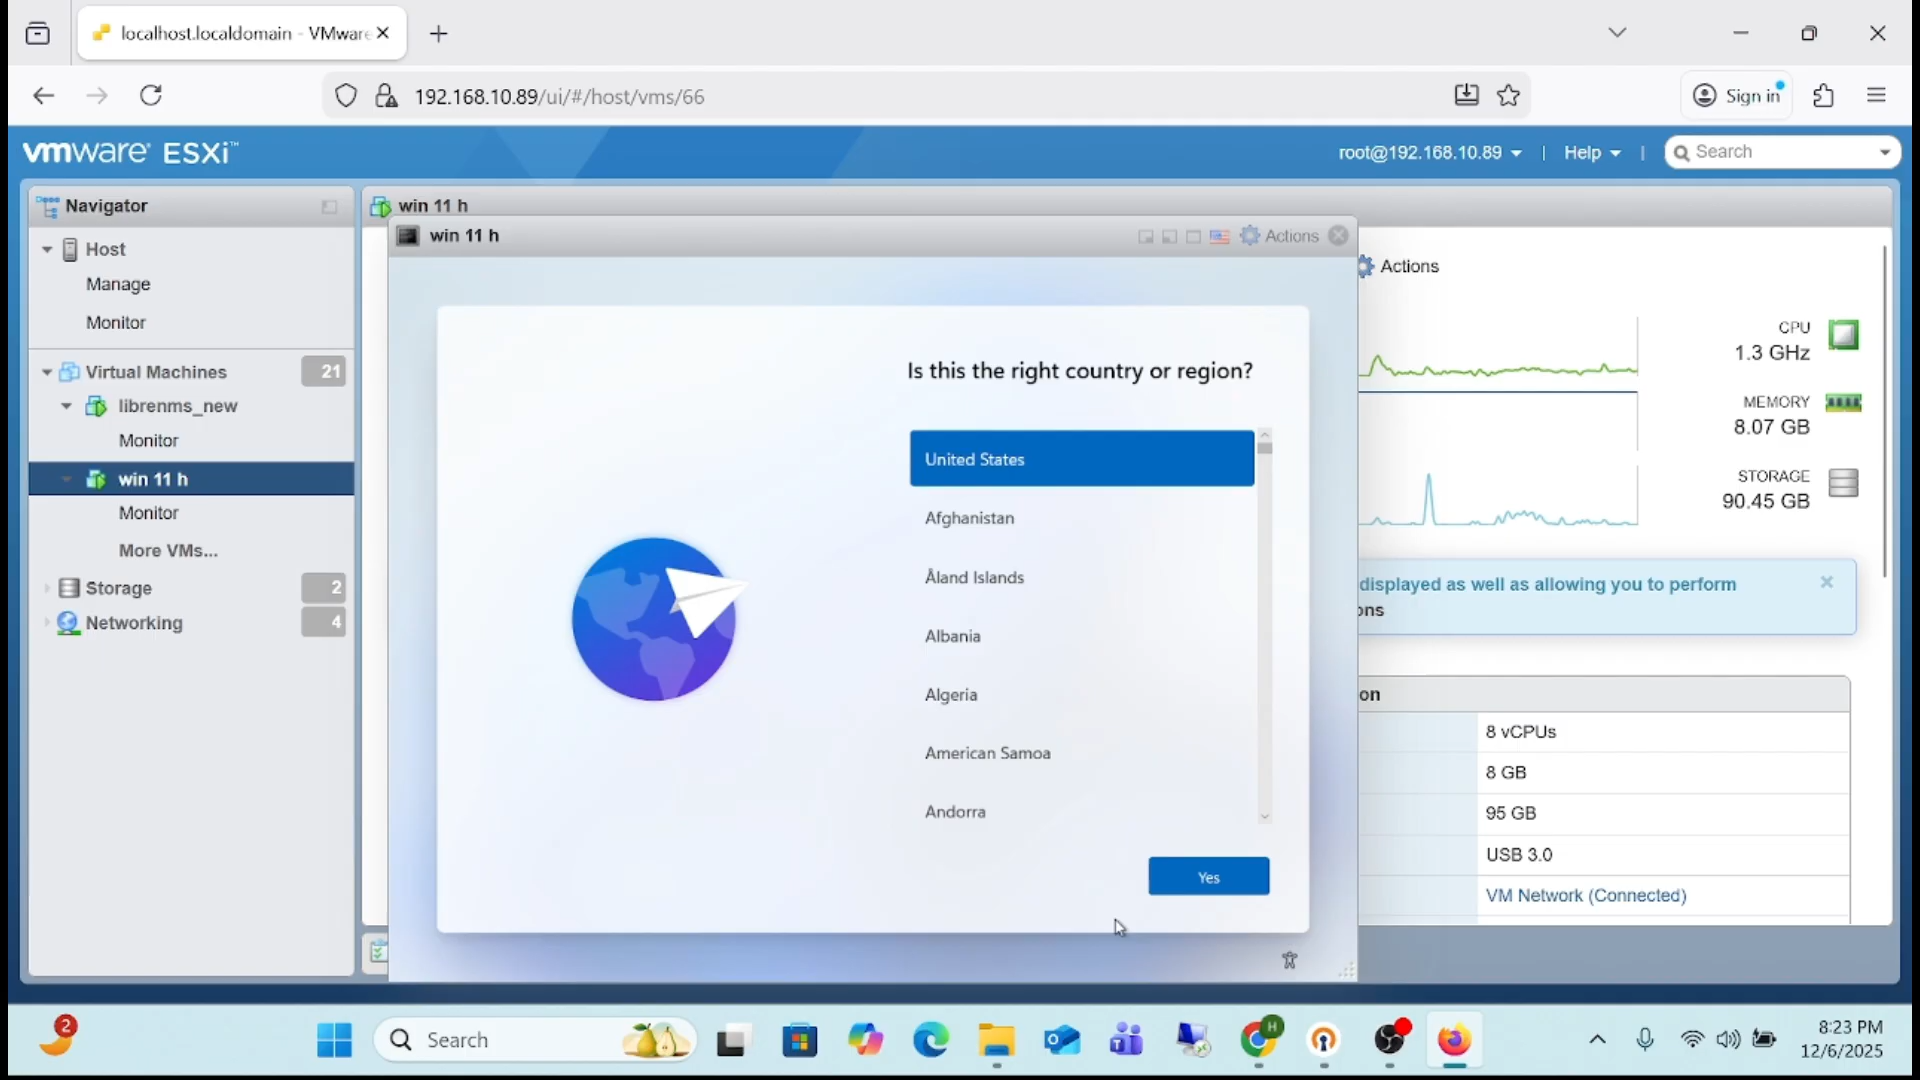 localhost.localdomain - VMware
192.168.10.89/ui/#/host/vms/66
Sign in
vmware ESXi™
root@192.168.10.89
Help
Search
Navigator
Host
Manage
Monitor
Virtual Machines
21
librenms_new
Monitor
win 11 h
Monitor
More VMs...
Storage
2
Networking
4
win 11 h
win 11 h
Actions
Is this the right country or region?
United States
Afghanistan
Åland Islands
Albania
Algeria
American Samoa
Andorra
Yes
Actions
CPU
1.3 GHz
MEMORY
8.07 GB
STORAGE
90.45 GB
displayed as well as allowing you to perform
ons
on
8 vCPUs
8 GB
95 GB
USB 3.0
VM Network (Connected)
2
Search
H
8:23 PM
12/6/2025